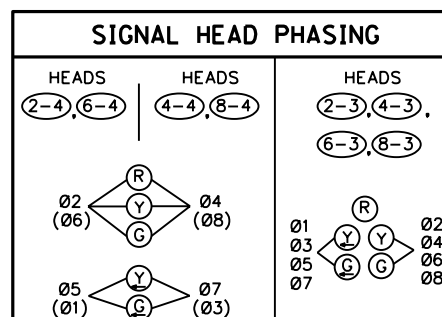 SIGNAL HEAD PHASING
HEADS
2-4, 6-4
HEADS
4-4, 8-4
R
Y
G
Ø2
(Ø6)
Ø4
(Ø8)
Y
G
Ø5
(Ø1)
Ø7
(Ø3)
HEADS
2-3, 4-3,
6-3, 8-3
R
Y Y
G G
Ø1
Ø3
Ø5
Ø7
Ø2
Ø4
Ø6
Ø8